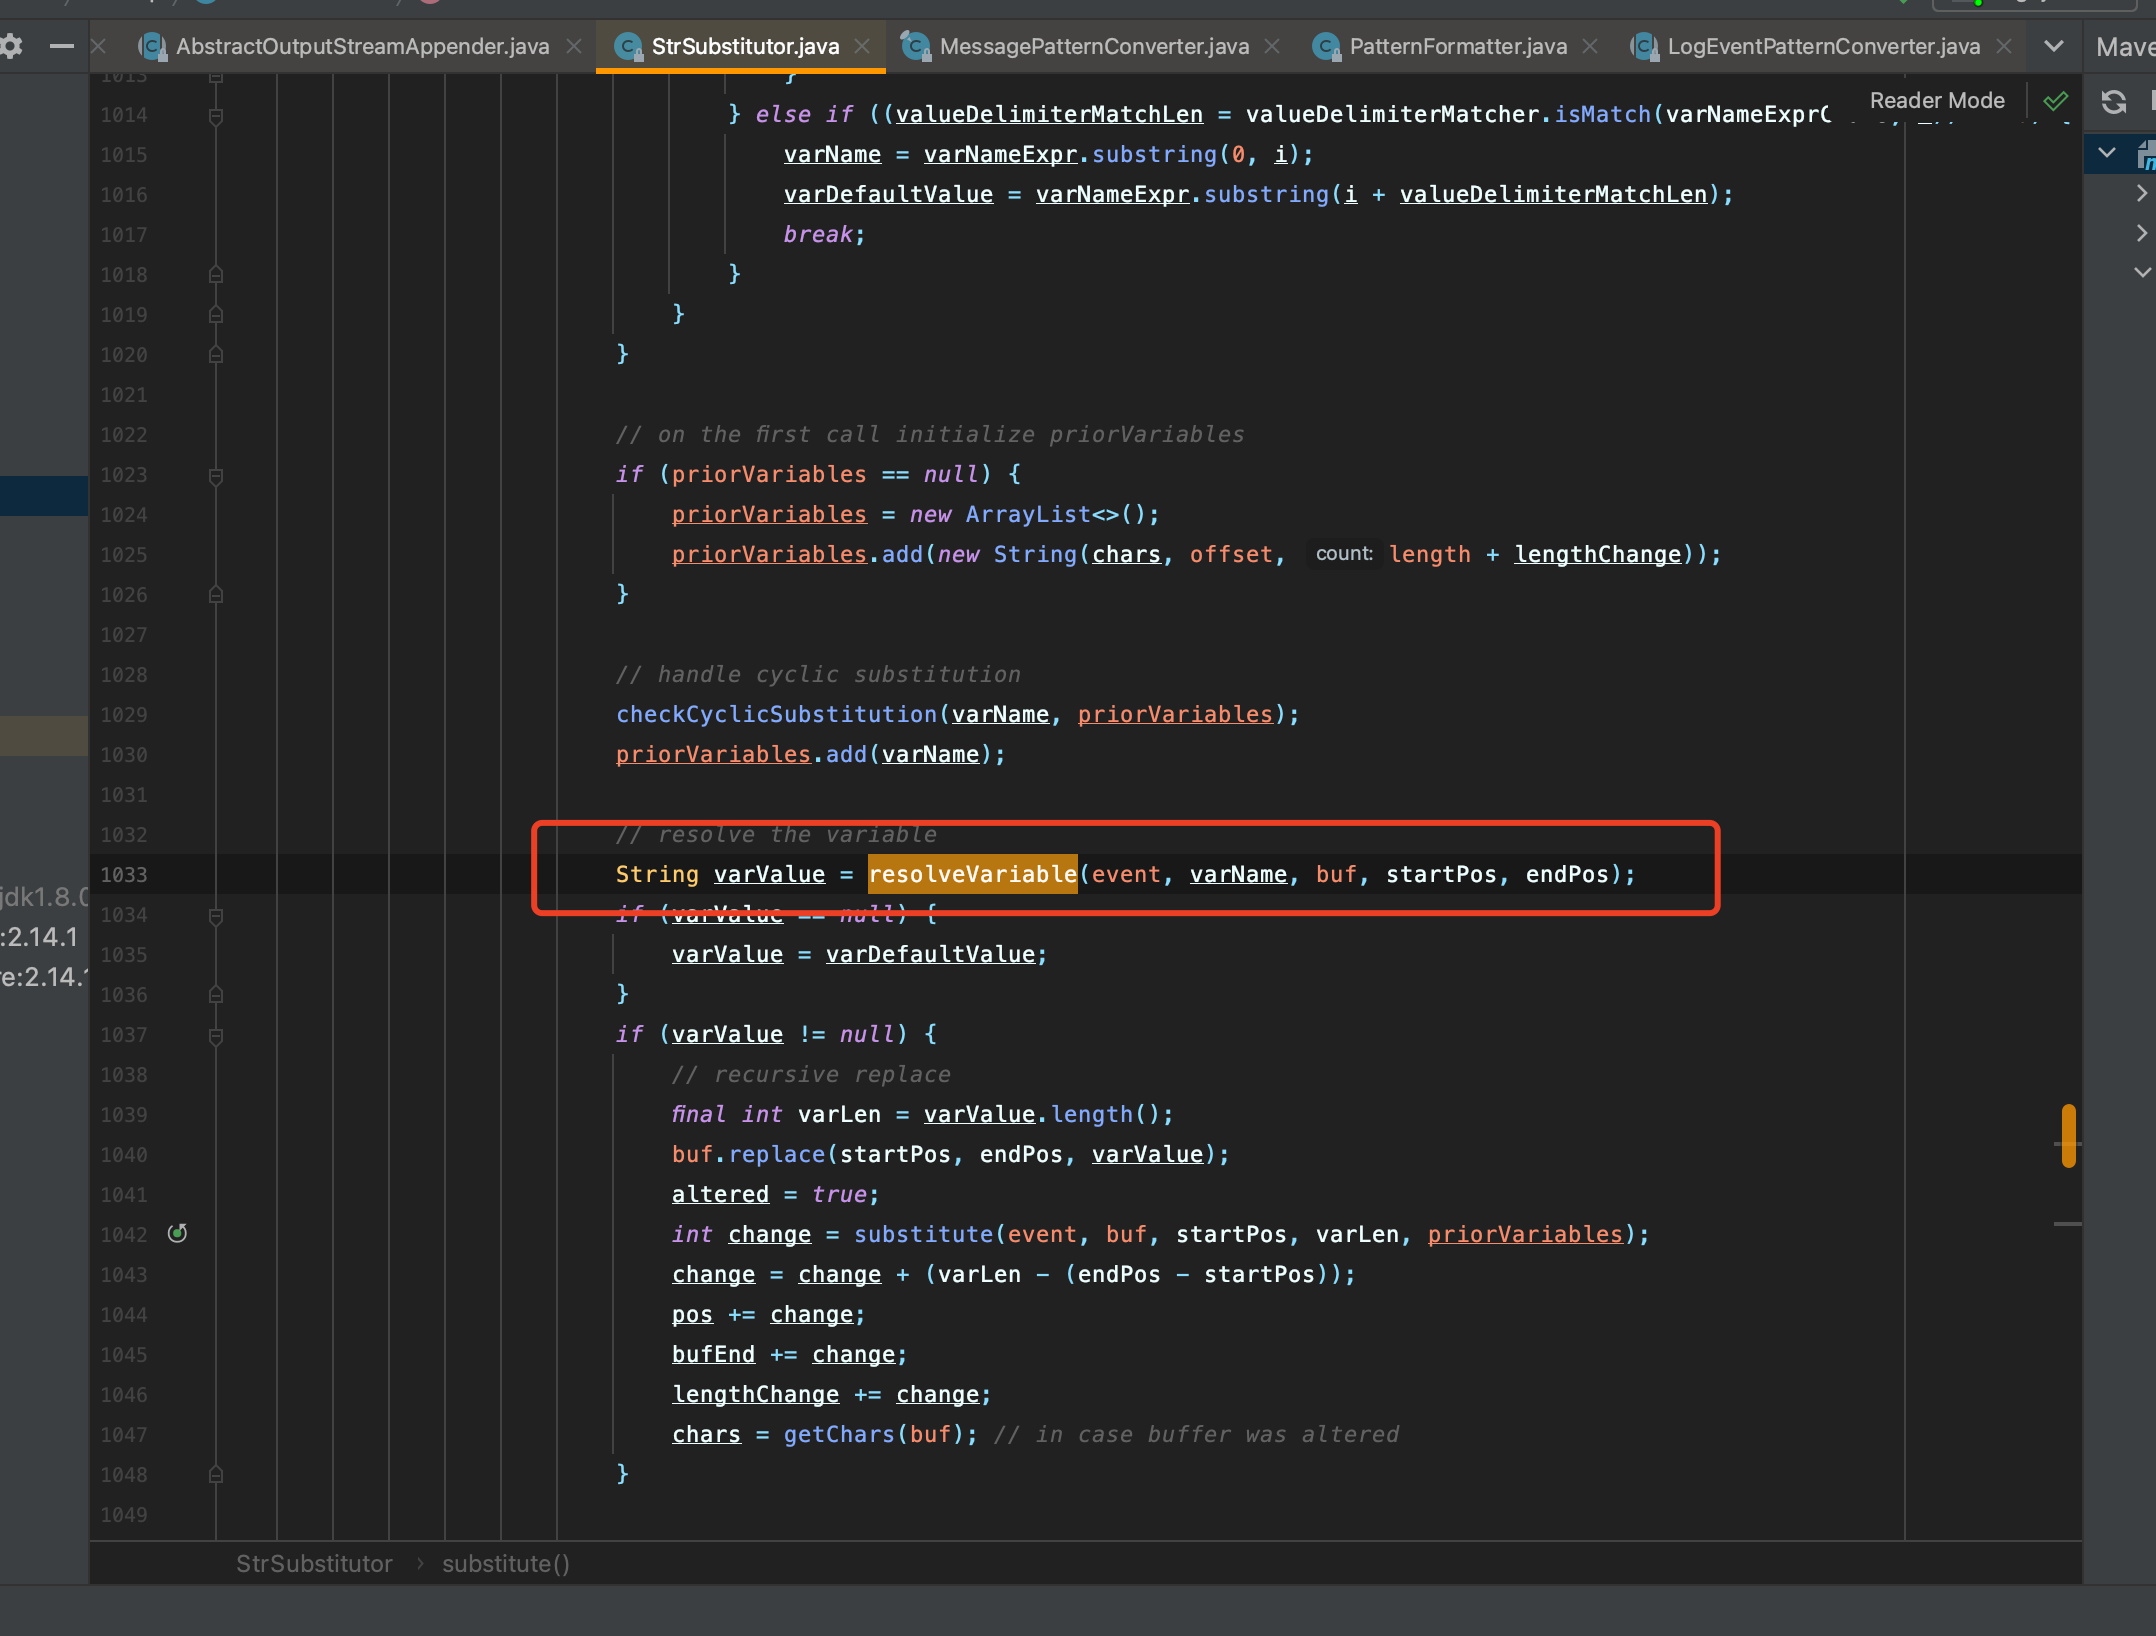 AbstractOutputStreamAppender.java StrSubstitutor.java MessagePatternConverter.java PatternFormatter.java LogEventPatternConverter.java Mave
1013 }
1014 } else if ((valueDelimiterMatchLen = valueDelimiterMatcher.isMatch(varNameExprC Reader Mode
1015 varName = varNameExpr.substring(0, i);
1016 varDefaultValue = varNameExpr.substring(i + valueDelimiterMatchLen);
1017 break;
1018 }
1019 }
1020 }
1021
1022 // on the first call initialize priorVariables
1023 if (priorVariables == null) {
1024 priorVariables = new ArrayList<>();
1025 priorVariables.add(new String(chars, offset, count: length + lengthChange));
1026 }
1027
1028 // handle cyclic substitution
1029 checkCyclicSubstitution(varName, priorVariables);
1030 priorVariables.add(varName);
1031
1032 // resolve the variable
1033 String varValue = resolveVariable(event, varName, buf, startPos, endPos);
1034 if (varValue == null) {
1035 varValue = varDefaultValue;
1036 }
1037 if (varValue != null) {
1038 // recursive replace
1039 final int varLen = varValue.length();
1040 buf.replace(startPos, endPos, varValue);
1041 altered = true;
1042 int change = substitute(event, buf, startPos, varLen, priorVariables);
1043 change = change + (varLen - (endPos - startPos));
1044 pos += change;
1045 bufEnd += change;
1046 lengthChange += change;
1047 chars = getChars(buf); // in case buffer was altered
1048 }
1049
jdk1.8.0
:2.14.1
re:2.14.1
StrSubstitutor › substitute()